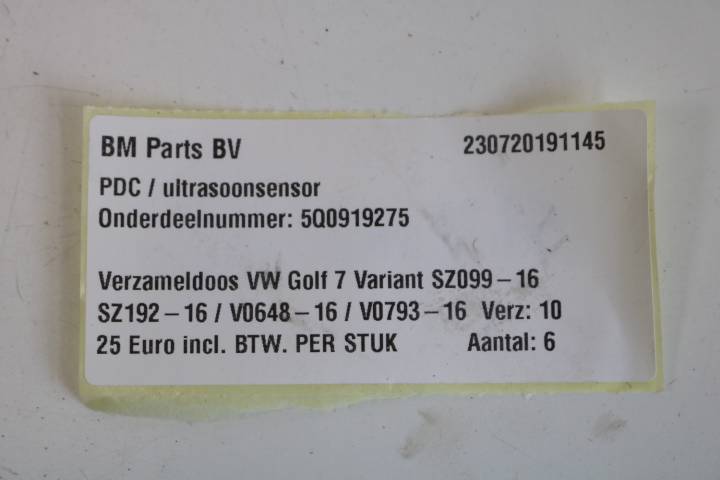 BM Parts BV 230720191145
PDC / ultrasoonsensor
Onderdeelnummer: 5Q0919275
Verzameldoos VW Golf 7 Variant SZ099-16
SZ192-16 / V0648-16 / V0793-16 Verz: 10
25 Euro incl. BTW. PER STUK Aantal: 6